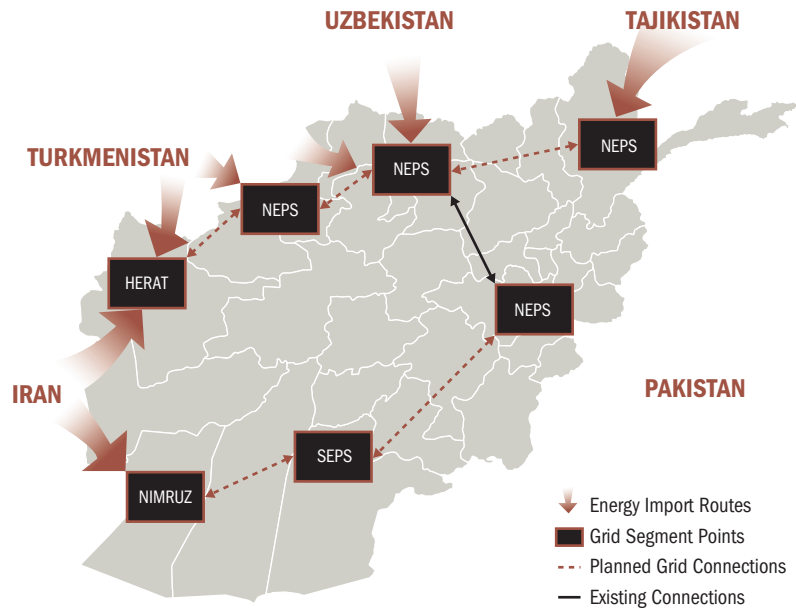 UZBEKISTAN
TAJIKISTAN
TURKMENISTAN
NEPS
NEPS
NEPS
HERAT
NEPS
IRAN
PAKISTAN
SEPS
NIMRUZ
Energy Import Routes
Grid Segment Points
Planned Grid Connections
Existing Connections